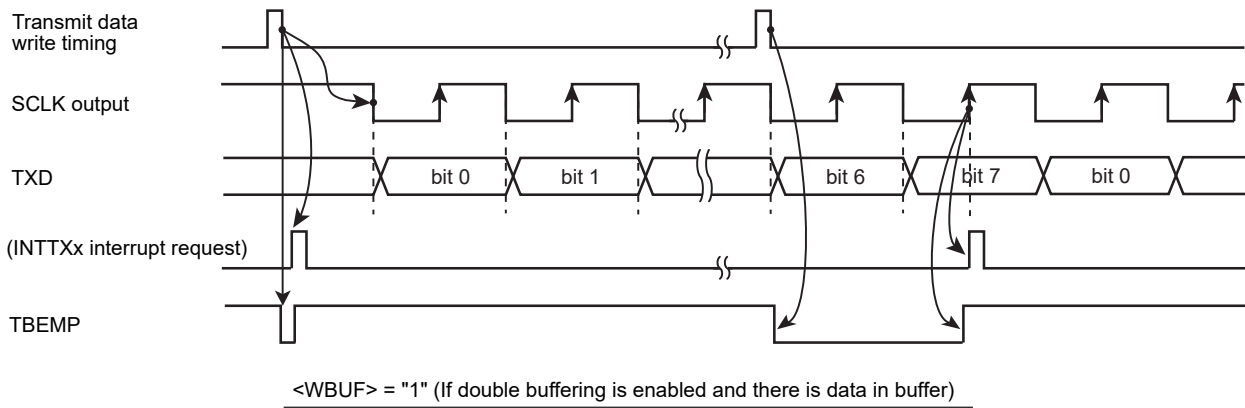 Transmit data
write timing
SCLK output
TXD
bit 0
bit 1
bit 6
bit 7
bit 0
(INTTXx interrupt request)
TBEMP
<WBUF> = "1" (If double buffering is enabled and there is data in buffer)